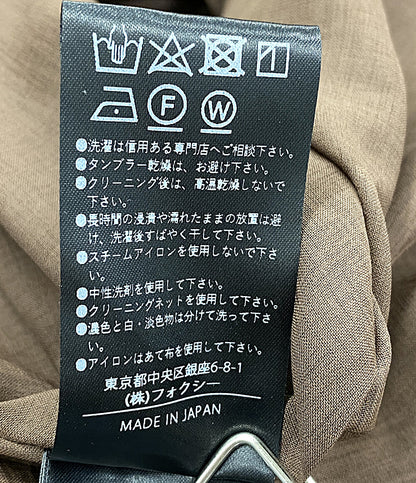 F W
●洗濯は信用ある専門店へご相談下さい。
●タンブラー乾燥は、お避け下さい。
●クリーニング後は、高温乾燥しないで
下さい。
●長時間の浸漬や濡れたままの放置は避
け、洗濯後すばやく干して下さい。
●スチームアイロンを使用しないで下さ
い。
●中性洗剤を使用して下さい。
●クリーニングネットを使用して下さい。
●濃色と白・淡色物は分けて洗って下さ
い。
●アイロンはあて布を使用して下さい。
東京都中央区銀座6-8-1
(株)フォクシー
MADE IN JAPAN